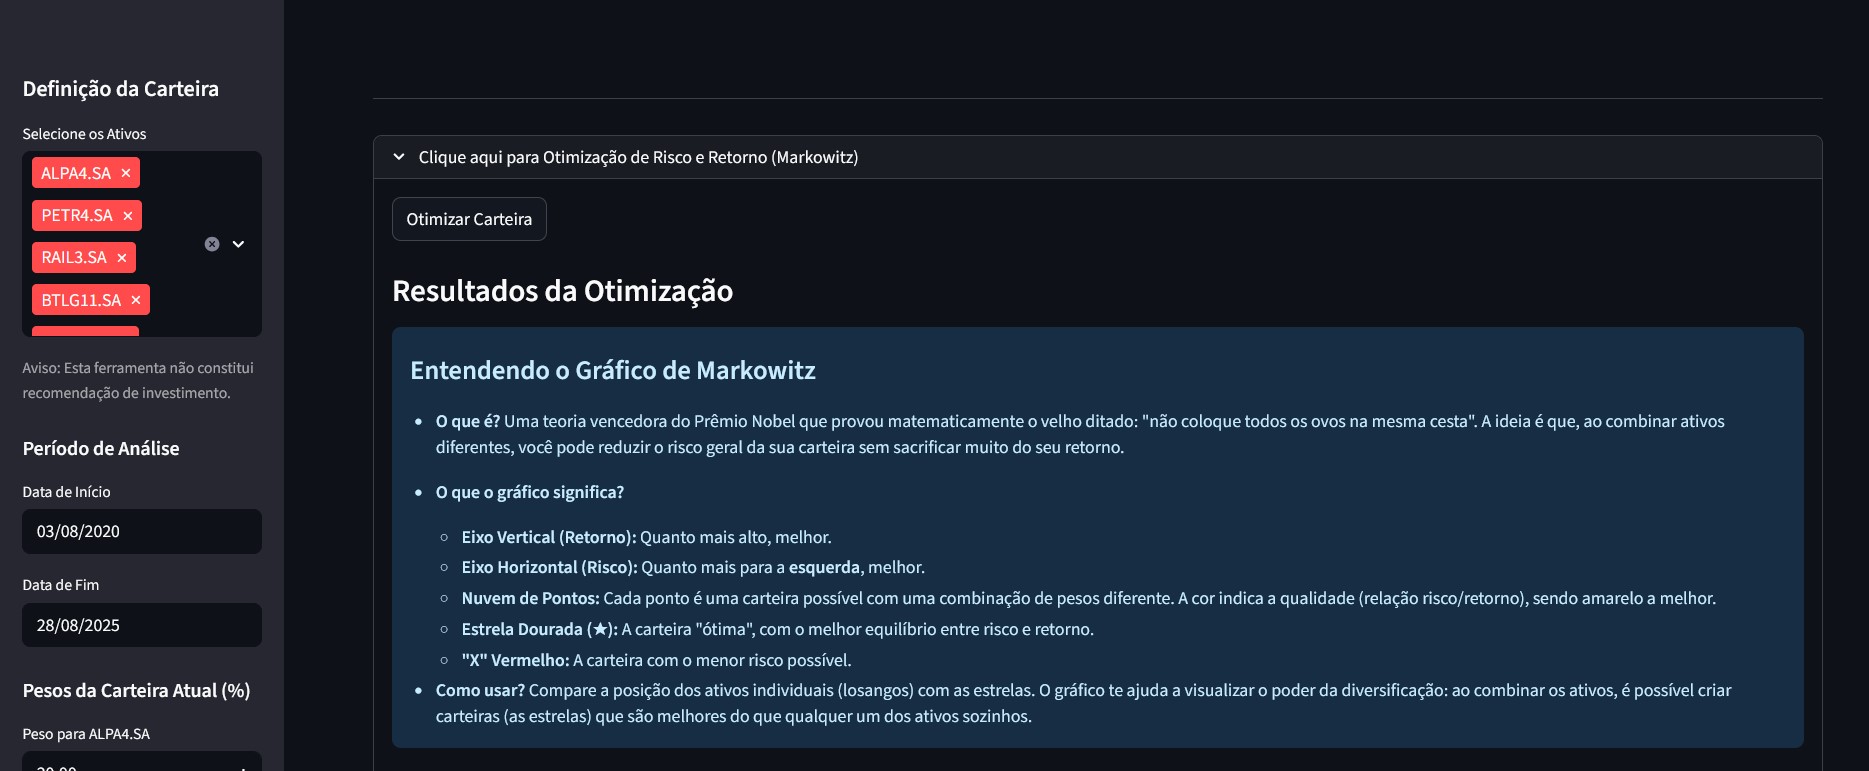 Definição da Carteira
Selecione os Ativos
ALPA4.SA ×
PETR4.SA ×
RAIL3.SA ×
BTLG11.SA ×
Aviso: Esta ferramenta não constitui
recomendação de investimento.
Período de Análise
Data de Início
03/08/2020
Data de Fim
28/08/2025
Pesos da Carteira Atual (%)
Peso para ALPA4.SA
Clique aqui para Otimização de Risco e Retorno (Markowitz)
Otimizar Carteira
Resultados da Otimização
Entendendo o Gráfico de Markowitz
• O que é? Uma teoria vencedora do Prêmio Nobel que provou matematicamente o velho ditado: "não coloque todos os ovos na mesma cesta". A ideia é que, ao combinar ativos
diferentes, você pode reduzir o risco geral da sua carteira sem sacrificar muito do seu retorno.
• O que o gráfico significa?
○ Eixo Vertical (Retorno): Quanto mais alto, melhor.
○ Eixo Horizontal (Risco): Quanto mais para a esquerda, melhor.
○ Nuvem de Pontos: Cada ponto é uma carteira possível com uma combinação de pesos diferente. A cor indica a qualidade (relação risco/retorno), sendo amarelo a melhor.
○ Estrela Dourada (★): A carteira "ótima", com o melhor equilíbrio entre risco e retorno.
○ "X" Vermelho: A carteira com o menor risco possível.
• Como usar? Compare a posição dos ativos individuais (losangos) com as estrelas. O gráfico te ajuda a visualizar o poder da diversificação: ao combinar os ativos, é possível criar
carteiras (as estrelas) que são melhores do que qualquer um dos ativos sozinhos.